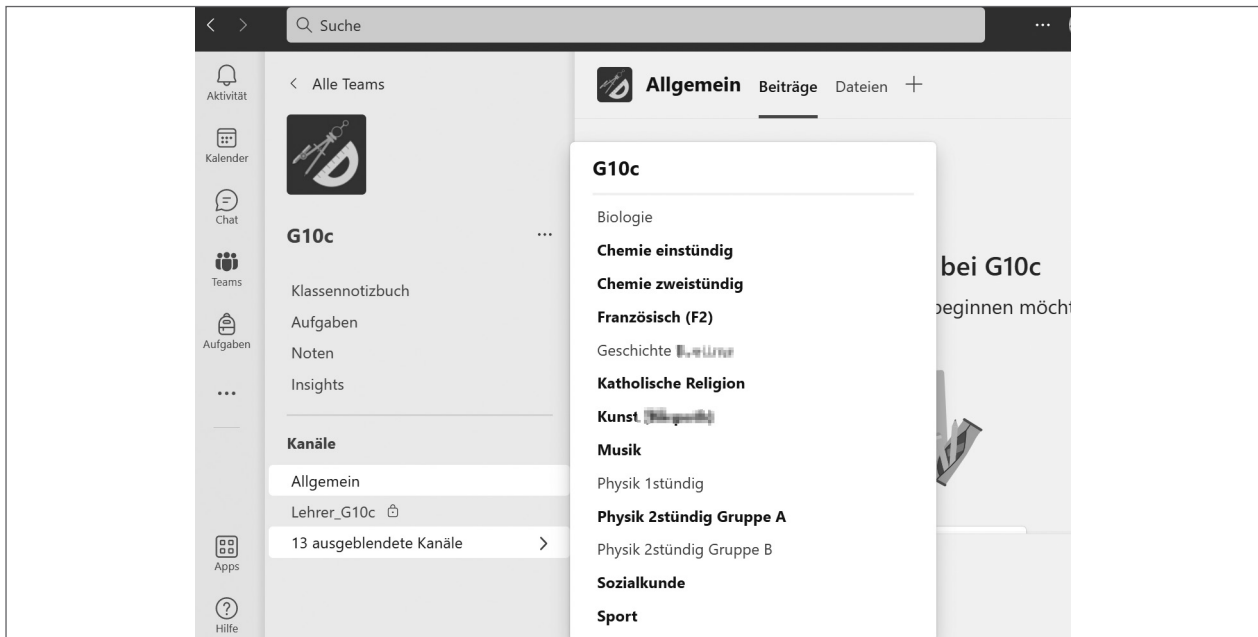 Suche
Aktivität
Kalender
Chat
Teams
Aufgaben
Apps
Hilfe
Alle Teams
G10c
Klassennotizbuch
Aufgaben
Noten
Insights
Kanäle
Allgemein
Lehrer_G10c
13 ausgeblendete Kanäle
Allgemein Beiträge Dateien
G10c
Biologie
Chemie einstündig
Chemie zweistündig
Französisch (F2)
Geschichte
Katholische Religion
Kunst
Musik
Physik 1stündig
Physik 2stündig Gruppe A
Physik 2stündig Gruppe B
Sozialkunde
Sport
bei G10c
beginnen